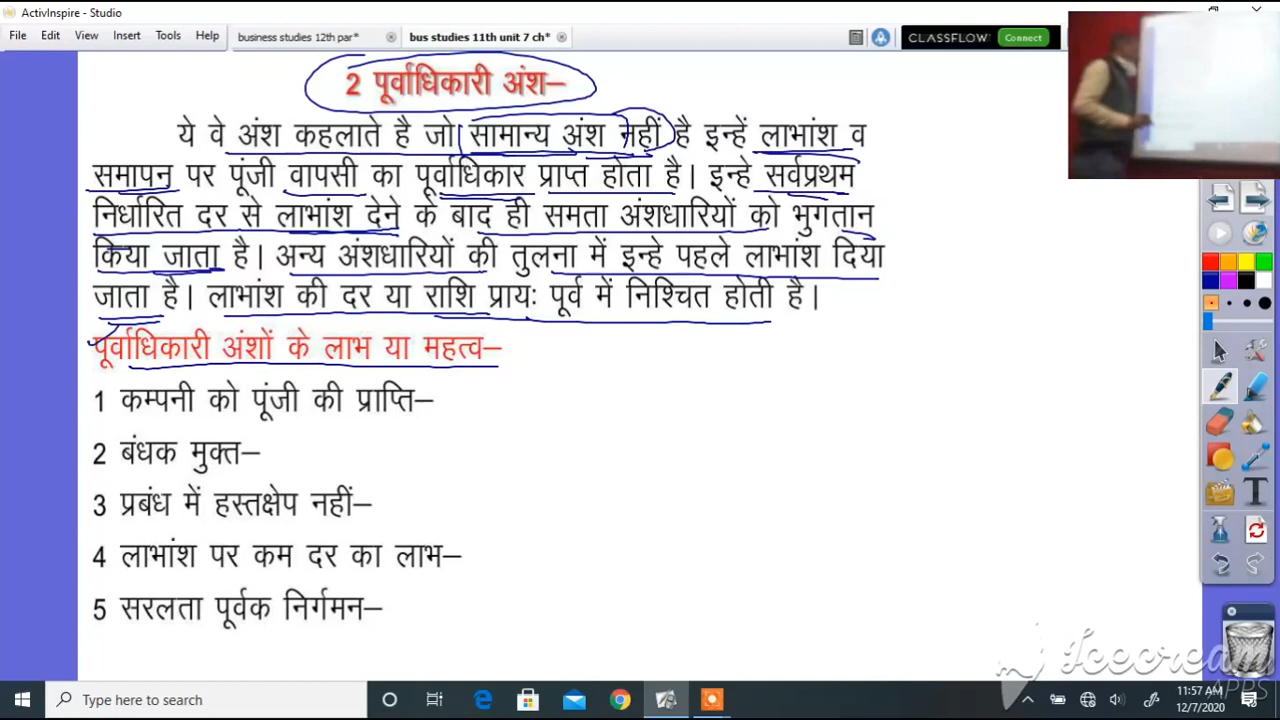 ActivInspire - Studio
File Edit View Insert Tools Help
business studies 12th par*
bus studies 11th unit 7 ch*
CLASSFLOW Connect
2 पूर्वाधिकारी अंश–
ये वे अंश कहलाते है जो सामान्य अंश नहीं है इन्हें लाभांश व
समापन पर पूंजी वापसी का पूर्वाधिकार प्राप्त होता है। इन्हे सर्वप्रथम
निर्धारित दर से लाभांश देने के बाद ही समता अंशधारियों को भुगतान
किया जाता है। अन्य अंशधारियों की तुलना में इन्हे पहले लाभांश दिया
जाता है। लाभांश की दर या राशि प्रायः पूर्व में निश्चित होती है।
पूर्वाधिकारी अंशों के लाभ या महत्व–
1 कम्पनी को पूंजी की प्राप्ति–
2 बंधक मुक्त–
3 प्रबंध में हस्तक्षेप नहीं–
4 लाभांश पर कम दर का लाभ–
5 सरलता पूर्वक निर्गमन–
Icecream
APPS
Type here to search
11:57 AM
12/7/2020